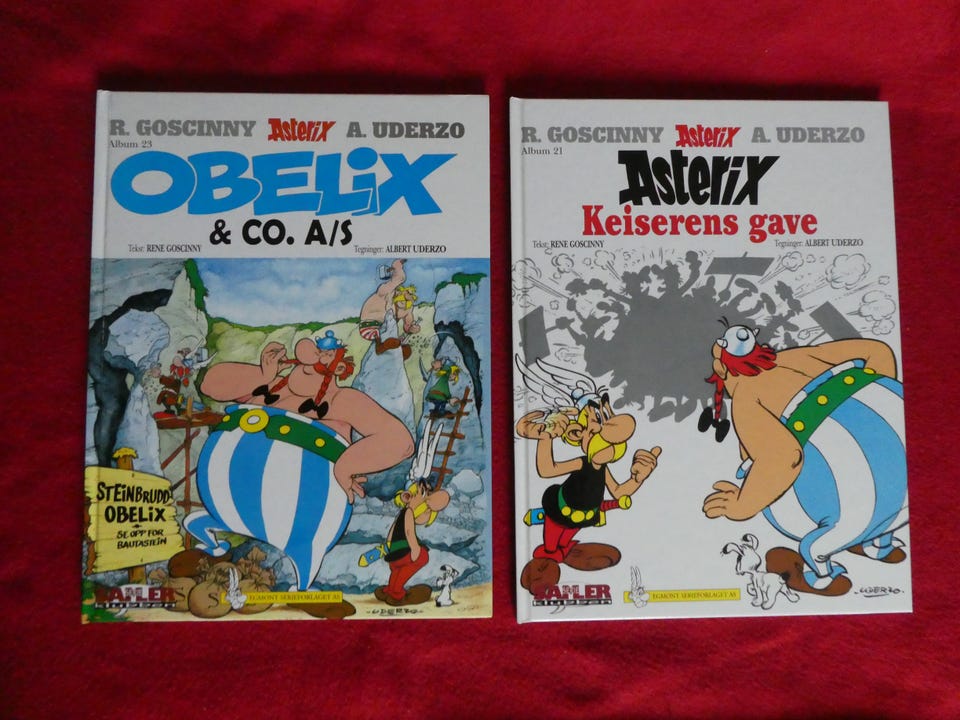 R. GOSCINNY Asterix A. UDERZO
Album 23
OBELIX
& CO. A/S
Tekst: RENE GOSCINNY Tegninger: ALBERT UDERZO
STEINBRUDD
OBELIX
SE OPP FOR
BAUTASTEIN
klubben
EGMONT SERIEFORLAGET AS
UDERZO
R. GOSCINNY Asterix A. UDERZO
Album 21
Asterix
Keiserens gave
Tekst: RENE GOSCINNY Tegninger: ALBERT UDERZO
klubben
EGMONT SERIEFORLAGET AS
UDERZO